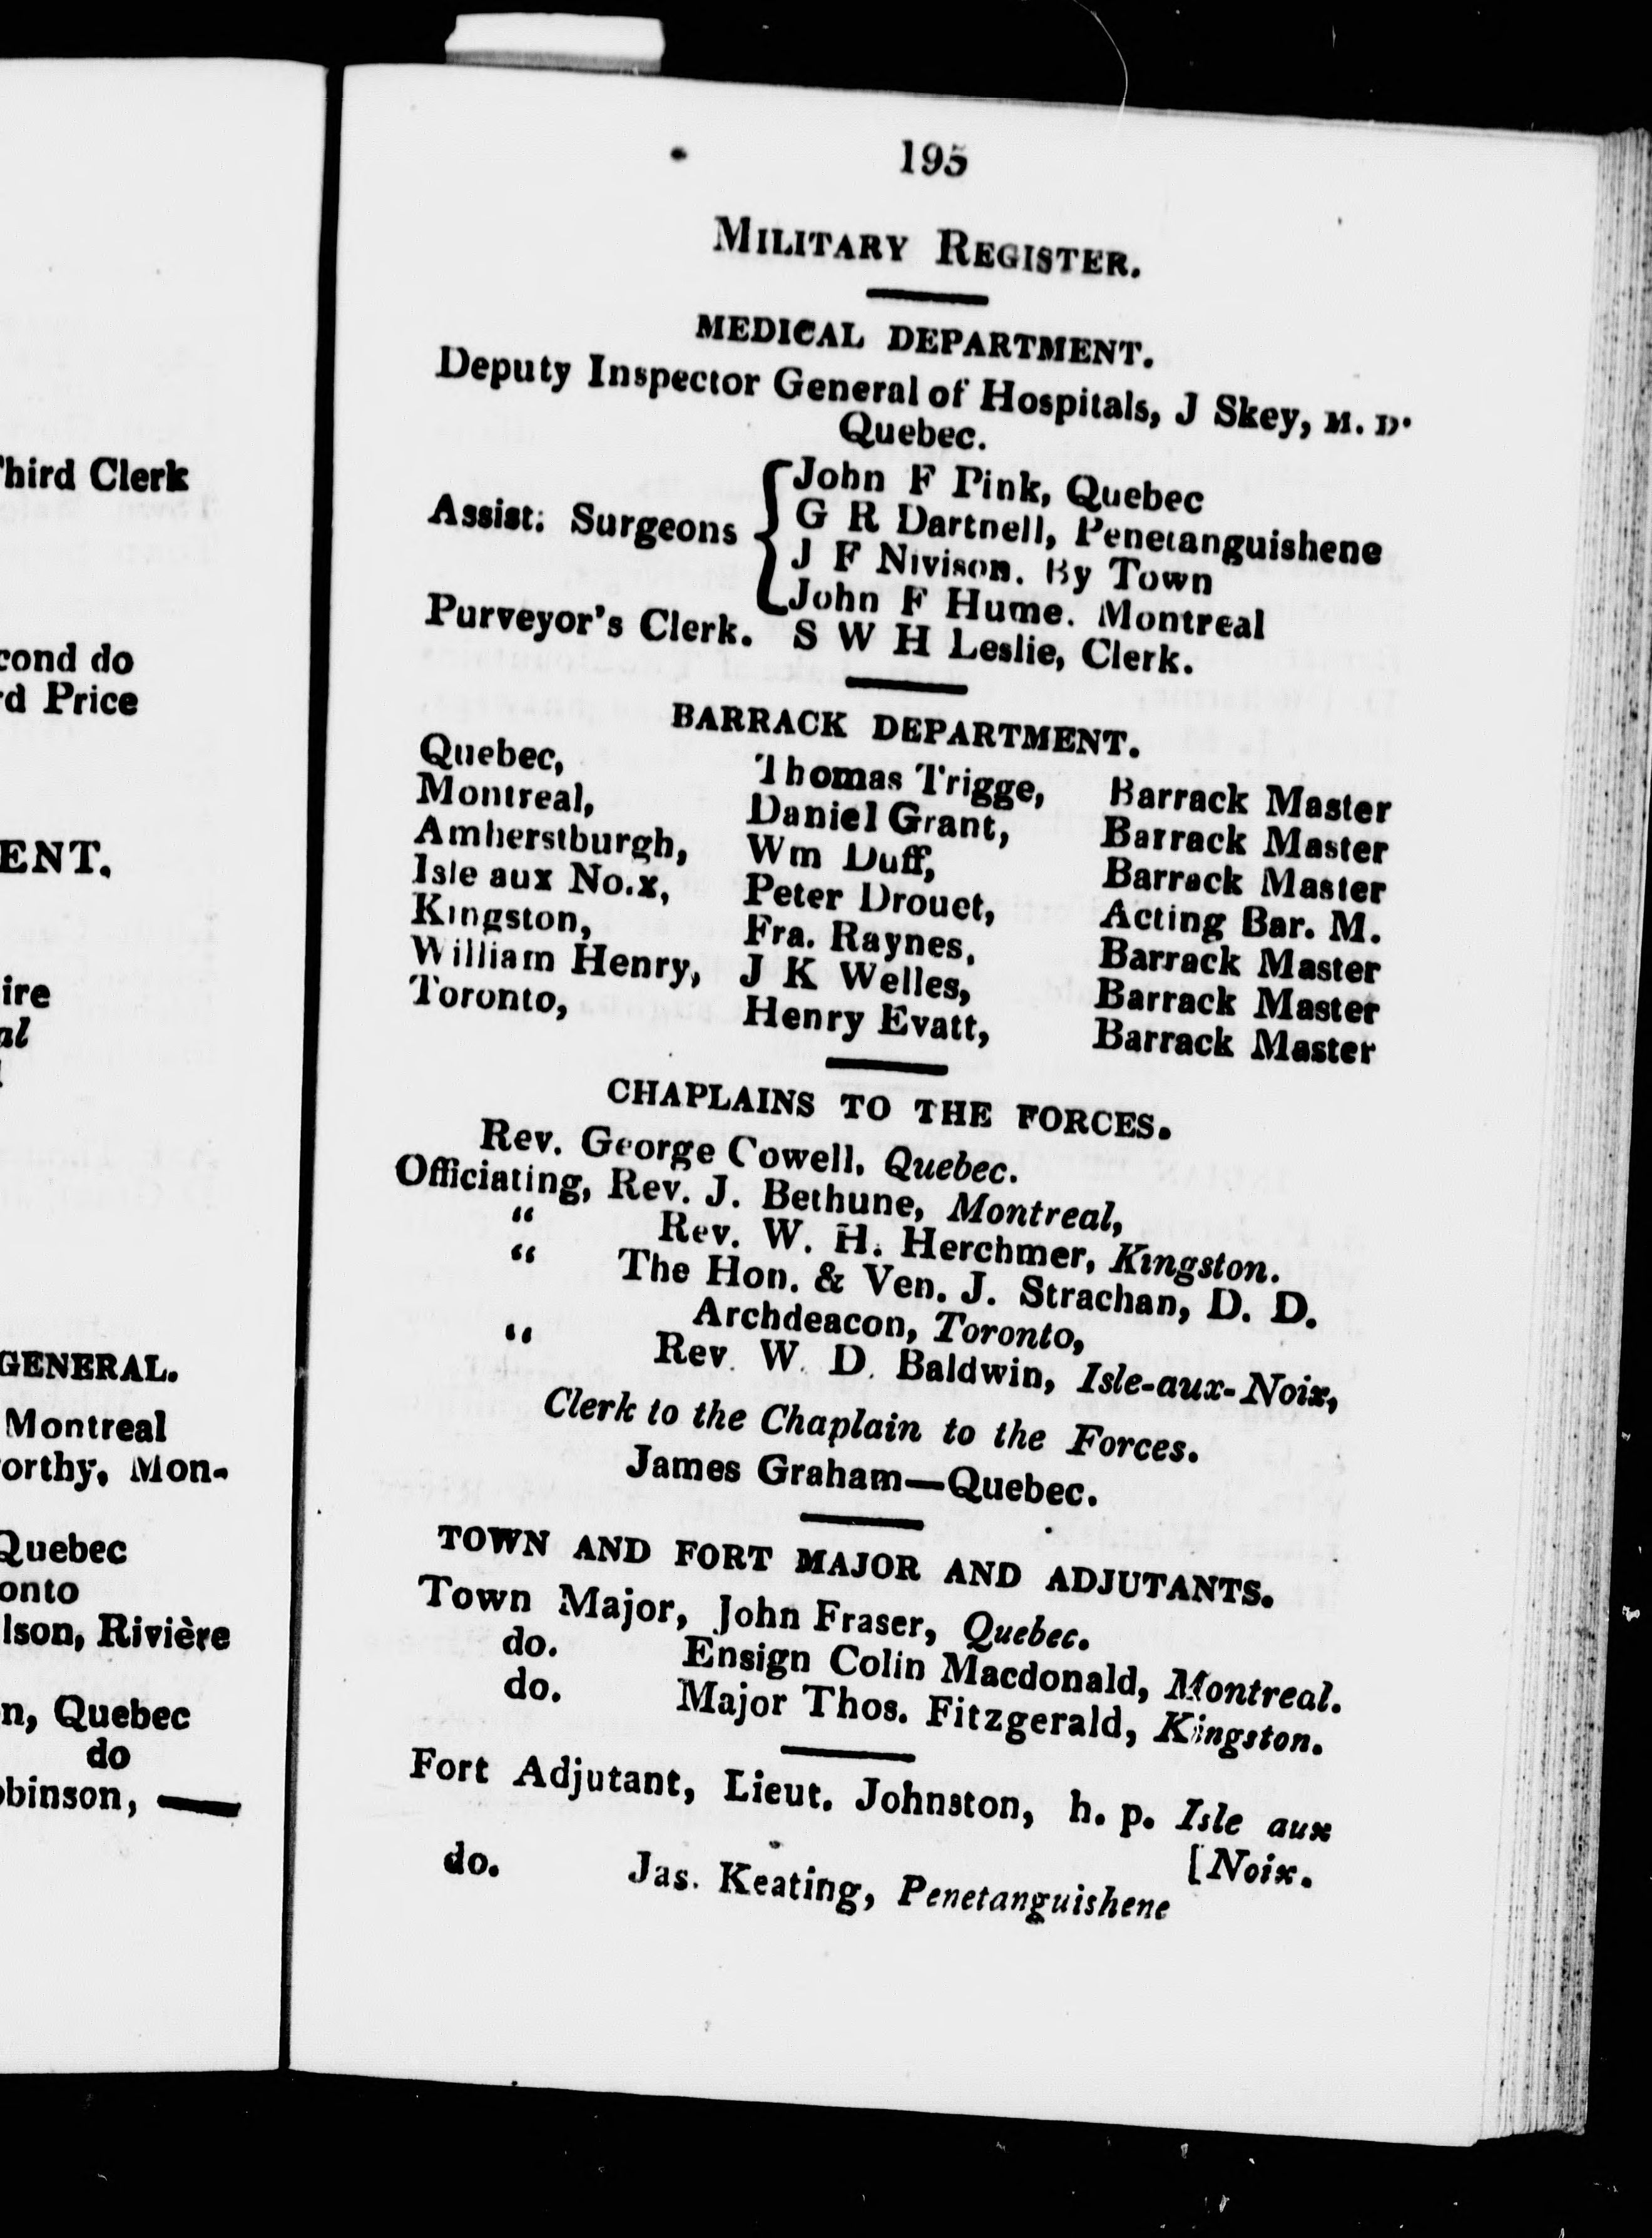 hird Clerk
cond do
rd Price
ENT.
ire
al
GENERAL.
Montreal
orthy, Mon-
Quebec
onto
lson, Rivière
n, Quebec
do
binson, —
195
MILITARY REGISTER.
MEDICAL DEPARTMENT.
Deputy Inspector General of Hospitals, J Skey, M. D.
Quebec.
John F Pink, Quebec
Assist: Surgeons G R Dartnell, Penetanguishene
J F Nivison. By Town
John F Hume. Montreal
Purveyor's Clerk. S W H Leslie, Clerk.
BARRACK DEPARTMENT.
Quebec, Thomas Trigge, Barrack Master
Montreal, Daniel Grant, Barrack Master
Amherstburgh, Wm Duff, Barrack Master
Isle aux No.x, Peter Drouet, Acting Bar. M.
Kingston, Fra. Raynes, Barrack Master
William Henry, J K Welles, Barrack Master
Toronto, Henry Evatt, Barrack Master
CHAPLAINS TO THE FORCES.
Rev. George Cowell. Quebec.
Officiating, Rev. J. Bethune, Montreal,
“ Rev. W. H. Herchmer, Kingston.
“ The Hon. & Ven. J. Strachan, D. D.
Archdeacon, Toronto,
“ Rev. W. D. Baldwin, Isle-aux-Noix,
Clerk to the Chaplain to the Forces.
James Graham—Quebec.
TOWN AND FORT MAJOR AND ADJUTANTS.
Town Major, John Fraser, Quebec.
do. Ensign Colin Macdonald, Montreal.
do. Major Thos. Fitzgerald, Kingston.
Fort Adjutant, Lieut. Johnston, h. p. Isle aux
[Noix.
do. Jas. Keating, Penetanguishene